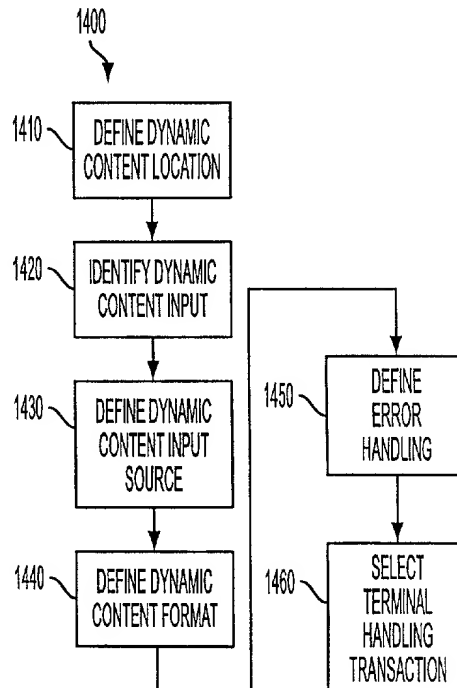 1400
1410
DEFINE DYNAMIC
CONTENT LOCATION
1420
IDENTIFY DYNAMIC
CONTENT INPUT
1430
DEFINE DYNAMIC
CONTENT INPUT
SOURCE
1440
DEFINE DYNAMIC
CONTENT FORMAT
1450
DEFINE
ERROR
HANDLING
1460
SELECT
TERMINAL
HANDLING
TRANSACTION